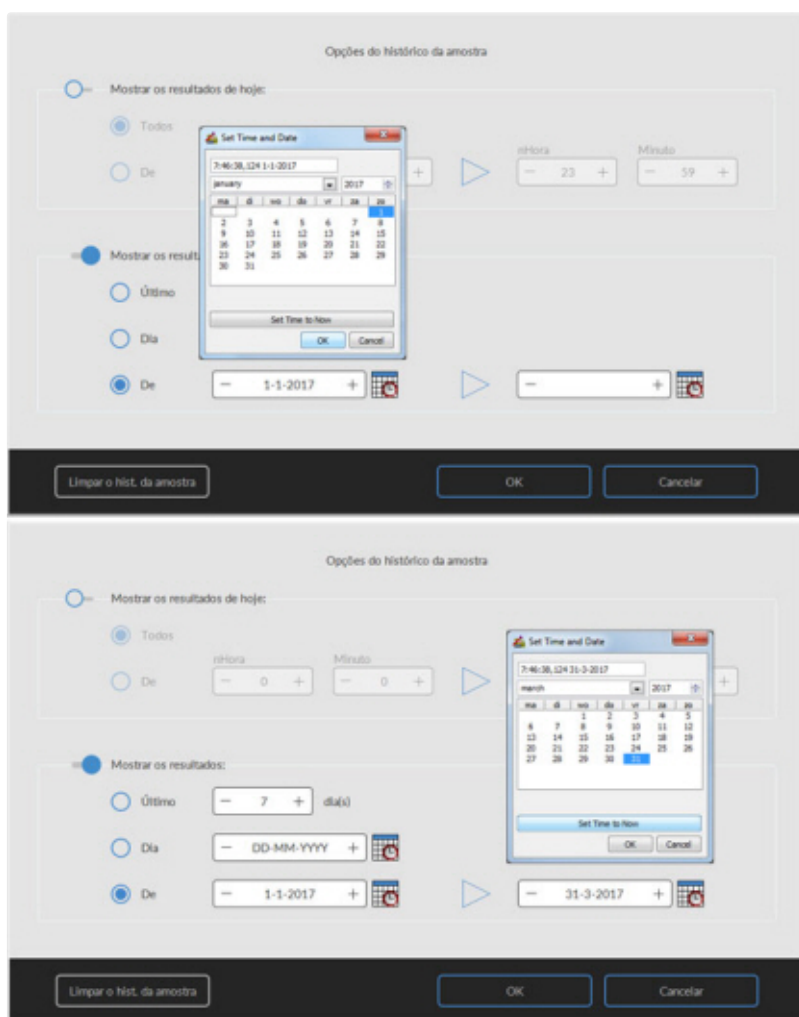 Opções do histórico da amostra
Mostrar os resultados de hoje:
Todos
Set Time and Date
7:46:38,124 1-1-2017
nHora
Minuto
De
+
− 23 +
− 59 +
january 2017
ma di wo do vr za zo
1
2 3 4 5 6 7 8
9 10 11 12 13 14 15
16 17 18 19 20 21 22
23 24 25 26 27 28 29
30 31
Mostrar os result
Último
Set Time to Now
Dia
OK Cancel
De − 1-1-2017 + − +
Limpar o hist. da amostra OK Cancelar
Opções do histórico da amostra
Mostrar os resultados de hoje:
Todos
Set Time and Date
nHora
Minuto
7:46:38,124 31-3-2017
De − 0 + − 0 +
+
march 2017
ma di wo do vr za zo
1 2 3 4 5
6 7 8 9 10 11 12
13 14 15 16 17 18 19
20 21 22 23 24 25 26
27 28 29 30 31
Mostrar os resultados:
Último − 7 + dia(s)
Set Time to Now
Dia − DD-MM-YYYY +
OK Cancel
De − 1-1-2017 + − 31-3-2017 +
Limpar o hist. da amostra OK Cancelar